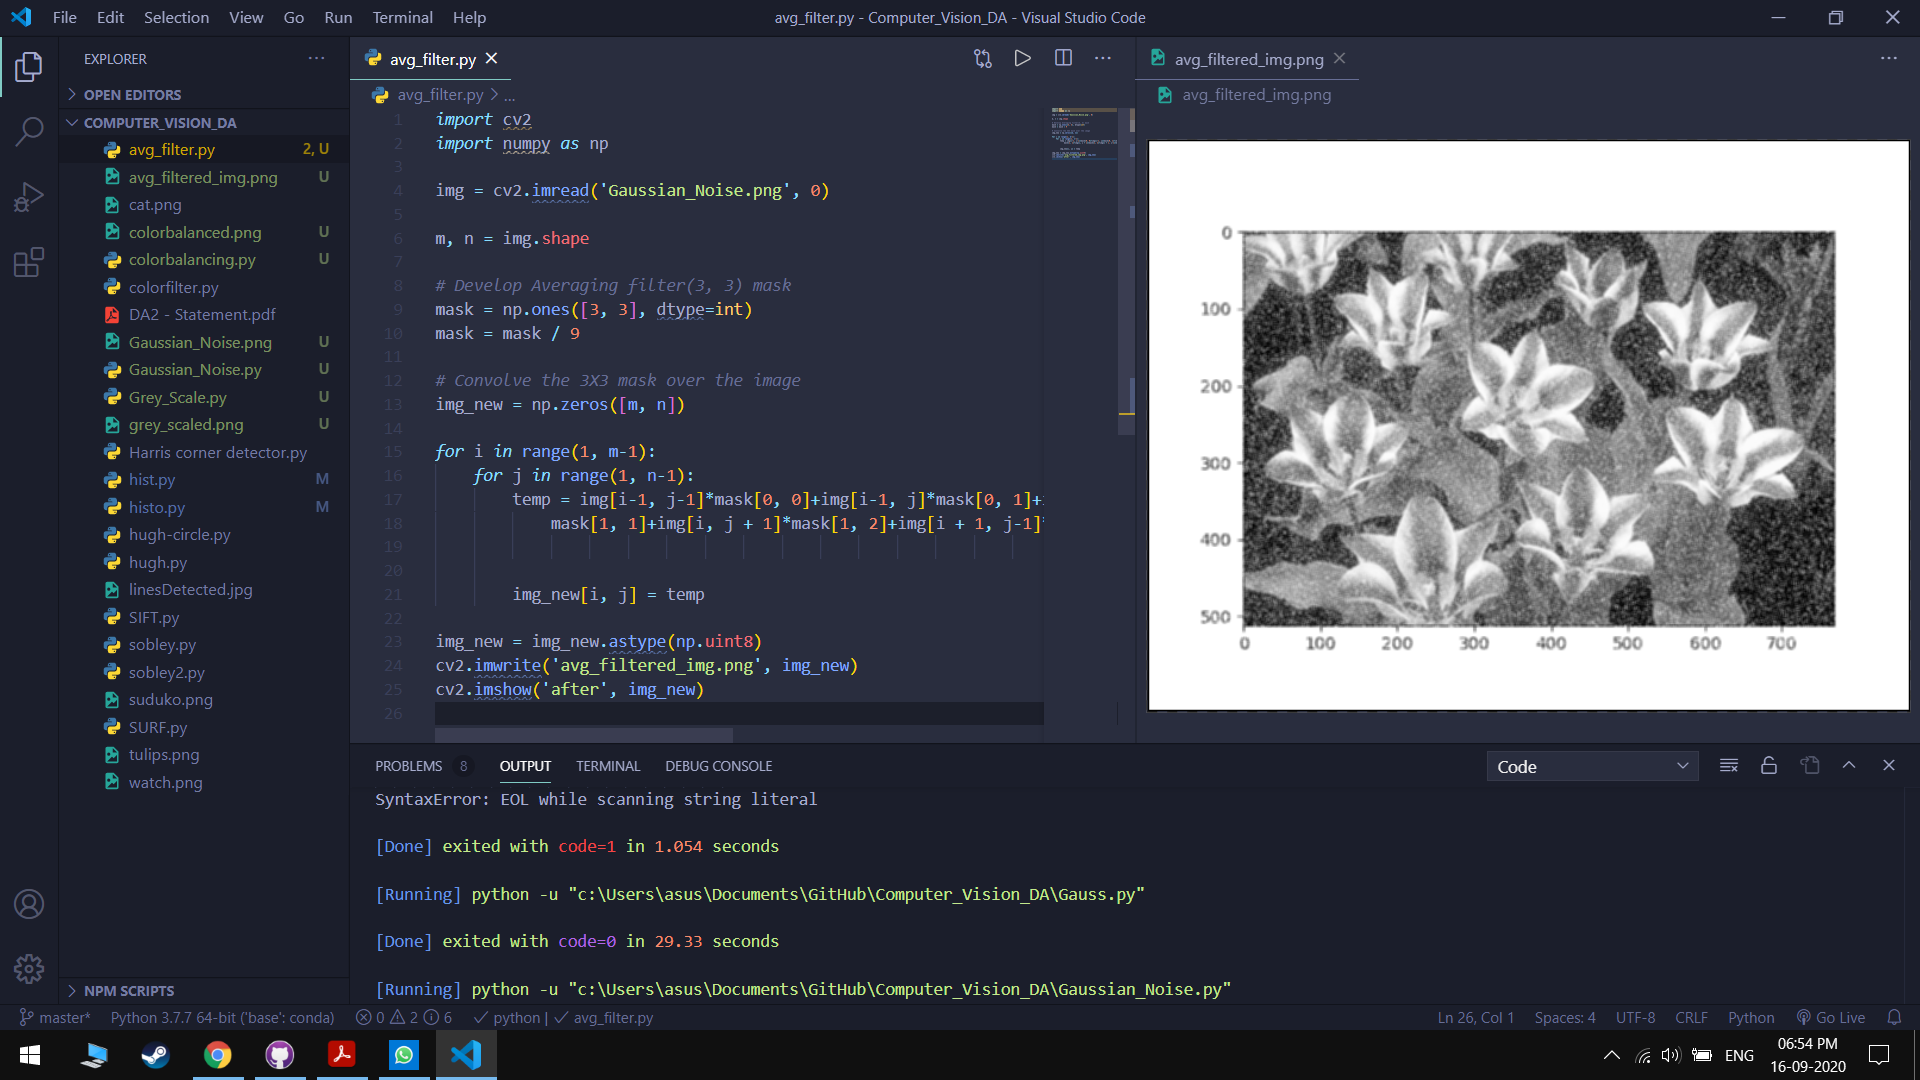 File Edit Selection View Go Run Terminal Help
avg_filter.py - Computer_Vision_DA - Visual Studio Code
EXPLORER
OPEN EDITORS
COMPUTER_VISION_DA
avg_filter.py 2, U
avg_filtered_img.png U
cat.png
colorbalanced.png U
colorbalancing.py U
colorfilter.py
DA2 - Statement.pdf
Gaussian_Noise.png U
Gaussian_Noise.py U
Grey_Scale.py U
grey_scaled.png U
Harris corner detector.py
hist.py M
histo.py M
hugh-circle.py
hugh.py
linesDetected.jpg
SIFT.py
sobley.py
sobley2.py
suduko.png
SURF.py
tulips.png
watch.png
NPM SCRIPTS
avg_filter.py
avg_filter.py > ...
1 import cv2
2 import numpy as np
3
4 img = cv2.imread('Gaussian_Noise.png', 0)
5
6 m, n = img.shape
7
8 # Develop Averaging filter(3, 3) mask
9 mask = np.ones([3, 3], dtype=int)
10 mask = mask / 9
11
12 # Convolve the 3X3 mask over the image
13 img_new = np.zeros([m, n])
14
15 for i in range(1, m-1):
16 for j in range(1, n-1):
17 temp = img[i-1, j-1]*mask[0, 0]+img[i-1, j]*mask[0, 1]+
18 mask[1, 1]+img[i, j + 1]*mask[1, 2]+img[i + 1, j-1]
19
20
21 img_new[i, j] = temp
22
23 img_new = img_new.astype(np.uint8)
24 cv2.imwrite('avg_filtered_img.png', img_new)
25 cv2.imshow('after', img_new)
26
avg_filtered_img.png
avg_filtered_img.png
0
100
200
300
400
500
0 100 200 300 400 500 600 700
PROBLEMS 8 OUTPUT TERMINAL DEBUG CONSOLE
Code
SyntaxError: EOL while scanning string literal
[Done] exited with code=1 in 1.054 seconds
[Running] python -u "c:\Users\asus\Documents\GitHub\Computer_Vision_DA\Gauss.py"
[Done] exited with code=0 in 29.33 seconds
[Running] python -u "c:\Users\asus\Documents\GitHub\Computer_Vision_DA\Gaussian_Noise.py"
master* Python 3.7.7 64-bit ('base': conda) 0 2 6 python | avg_filter.py
Ln 26, Col 1 Spaces: 4 UTF-8 CRLF Python Go Live
ENG
06:54 PM
16-09-2020